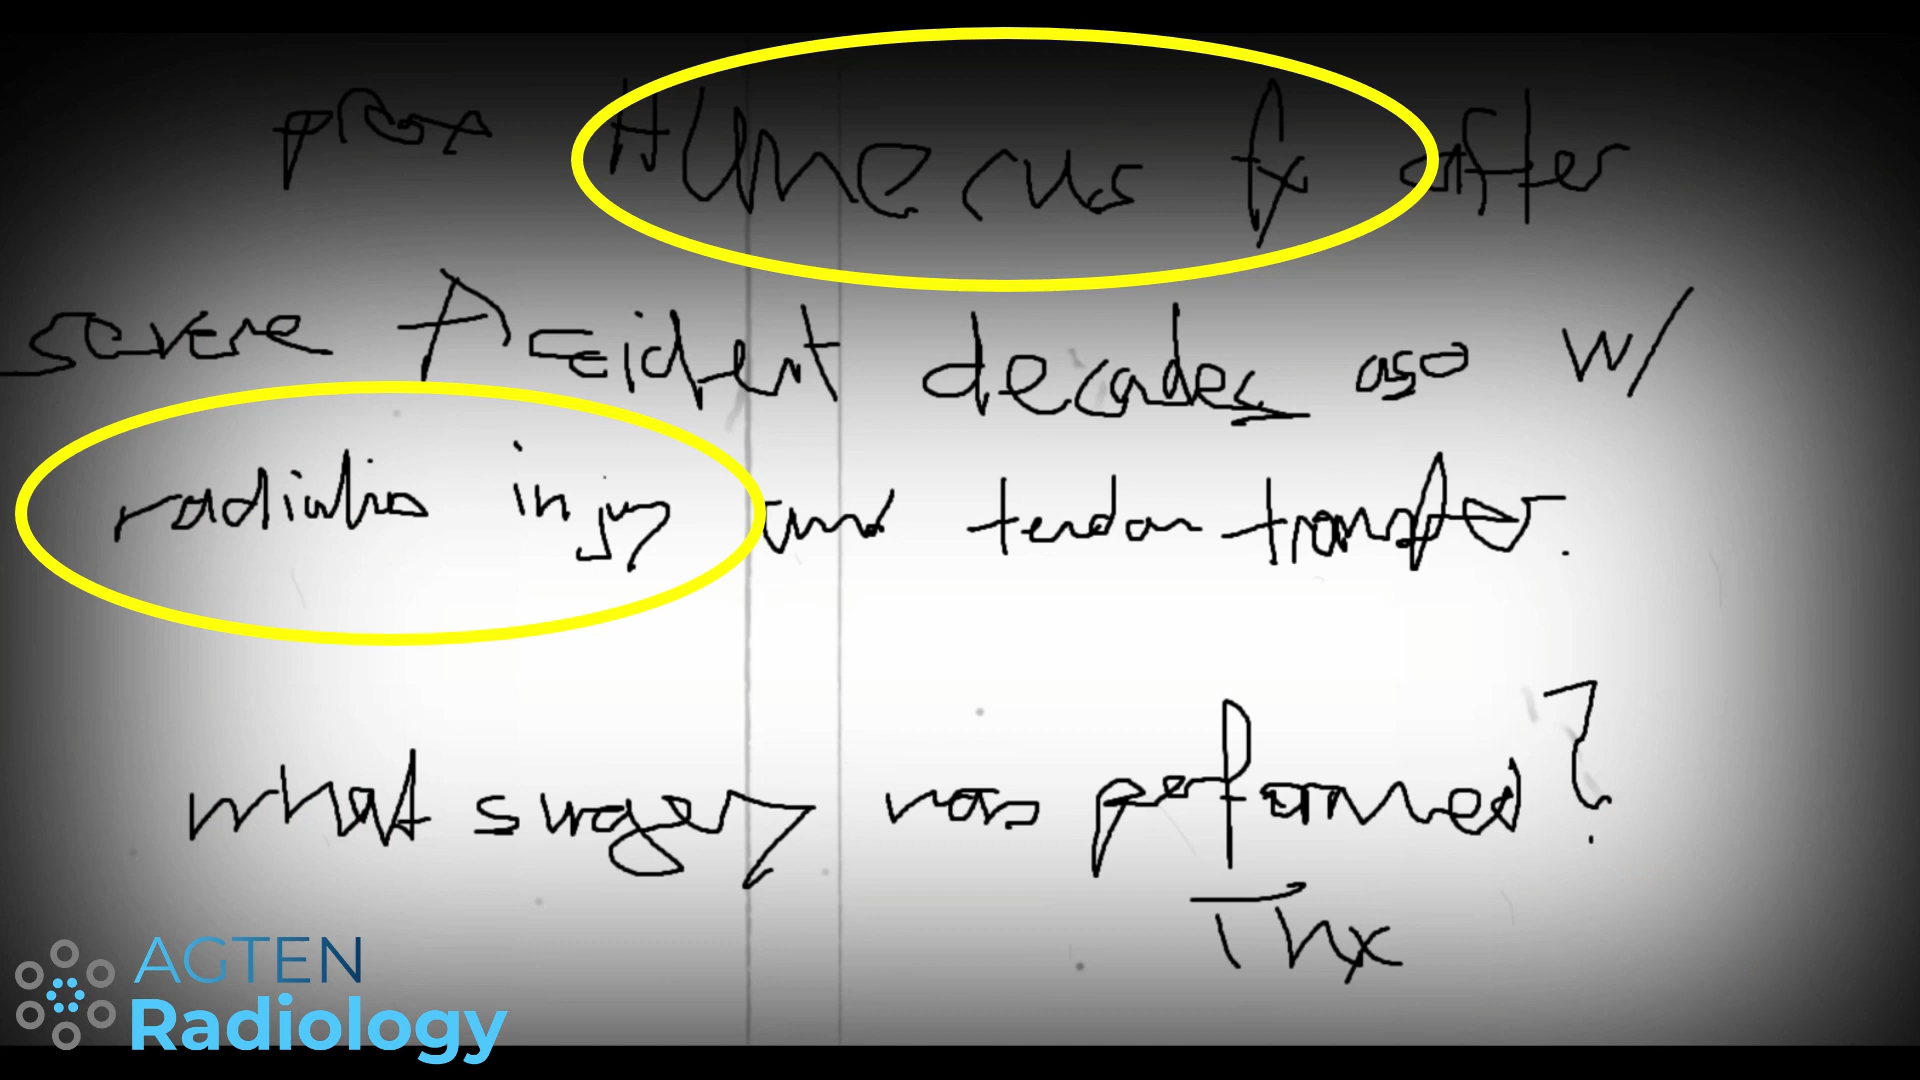 prox Humerus fx after
severe Accident decades ago w/
radialis injury and tendon transfer.
what surgery was performed?
Thx
AGTEN
Radiology